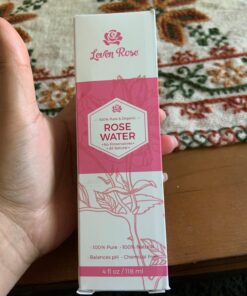 Leven Rose
100% Pure & Organic
ROSE
WATER
•No Preservatives•
•All Natural•
•100% Pure •100% Natural
•Balances pH •Chemical Free
4 fl oz / 118 ml